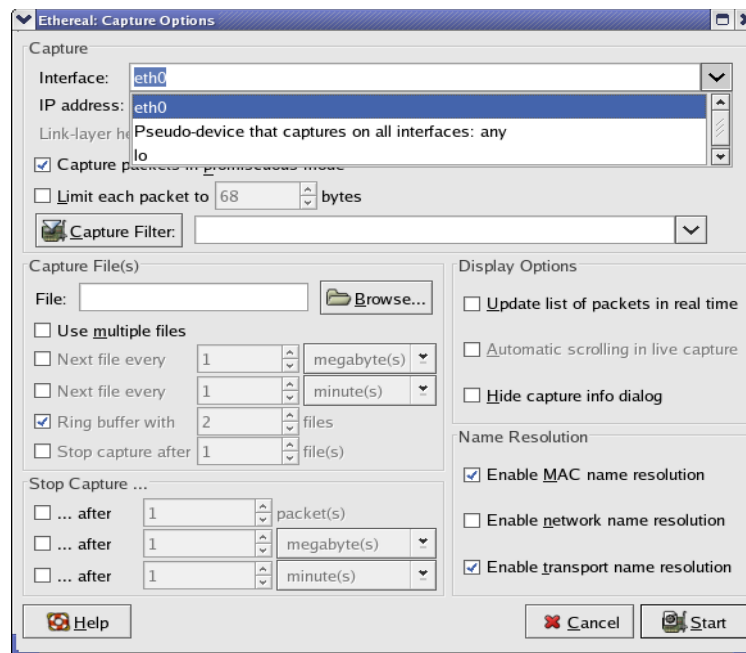 Ethereal: Capture Options
Capture
Interface: eth0
IP address: eth0
Link-layer he Pseudo-device that captures on all interfaces: any
lo
Capture packets in promiscuous mode
Limit each packet to 68 bytes
Capture Filter:
Capture File(s)
File: Browse...
Use multiple files
Next file every 1 megabyte(s)
Next file every 1 minute(s)
Ring buffer with 2 files
Stop capture after 1 file(s)
Display Options
Update list of packets in real time
Automatic scrolling in live capture
Hide capture info dialog
Name Resolution
Enable MAC name resolution
Enable network name resolution
Enable transport name resolution
Stop Capture ...
... after 1 packet(s)
... after 1 megabyte(s)
... after 1 minute(s)
Help Cancel Start